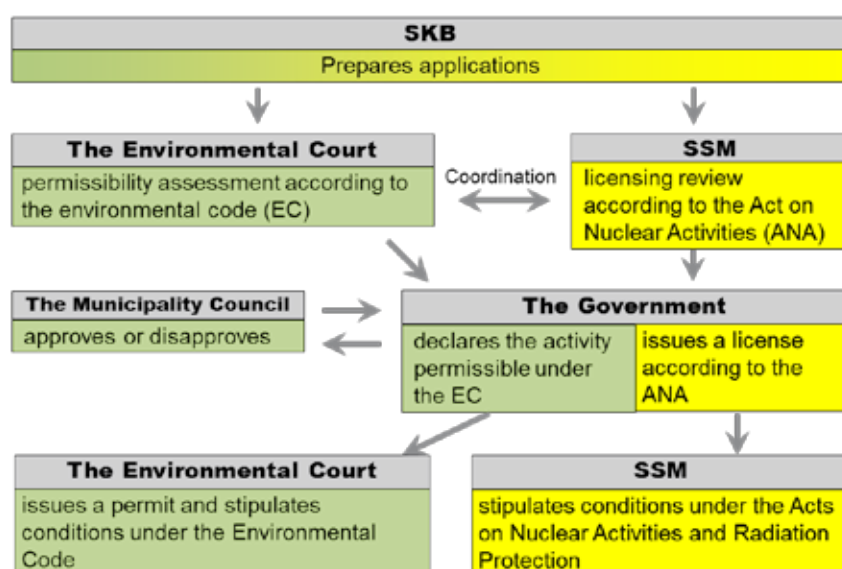 SKB
Prepares applications
The Environmental Court
permissibility assessment according to
the environmental code (EC)
Coordination
SSM
licensing review
according to the Act on
Nuclear Activities (ANA)
The Municipality Council
approves or disapproves
The Government
declares the activity
permissible under
the EC
issues a license
according to the
ANA
The Environmental Court
issues a permit and stipulates
conditions under the Environmental
Code
SSM
stipulates conditions under the Acts
on Nuclear Activities and Radiation
Protection